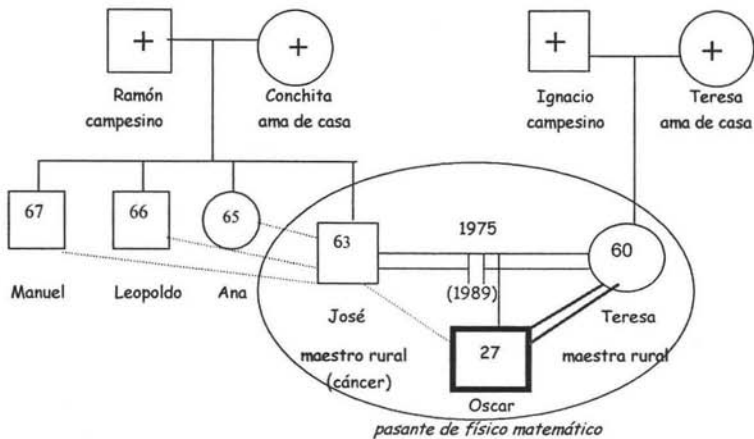 +
+
+
+
Ramón
campesino
Conchita
ama de casa
Ignacio
campesino
Teresa
ama de casa
67
66
65
63
1975
60
(1989)
Manuel
Leopoldo
Ana
José
maestro rural
(cáncer)
27
Teresa
maestra rural
Oscar
pasante de físico matemático